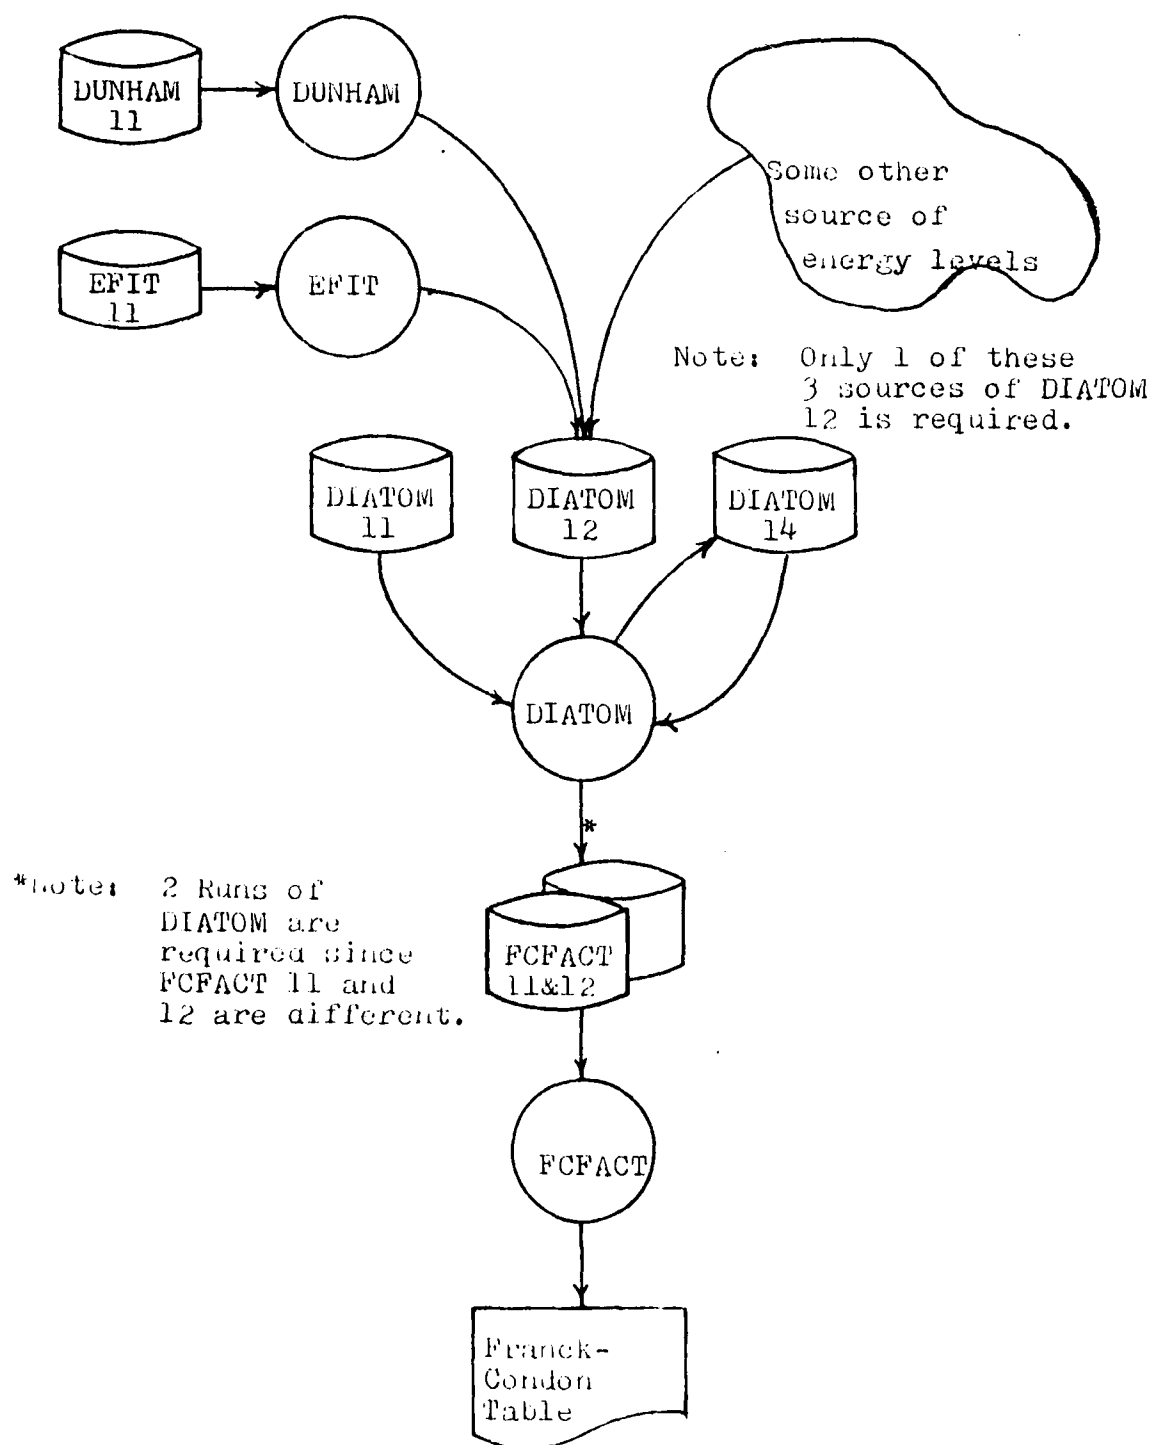 DUNHAM
11
DUNHAM
Some other
source of
energy levels
EFIT
11
EFIT
Note: Only 1 of these
3 sources of DIATOM
12 is required.
DIATOM
11
DIATOM
12
DIATOM
14
DIATOM
*
*note: 2 Runs of
DIATOM are
required since
FCFACT 11 and
12 are different.
FCFACT
11&12
FCFACT
Franck-
Condon
Table